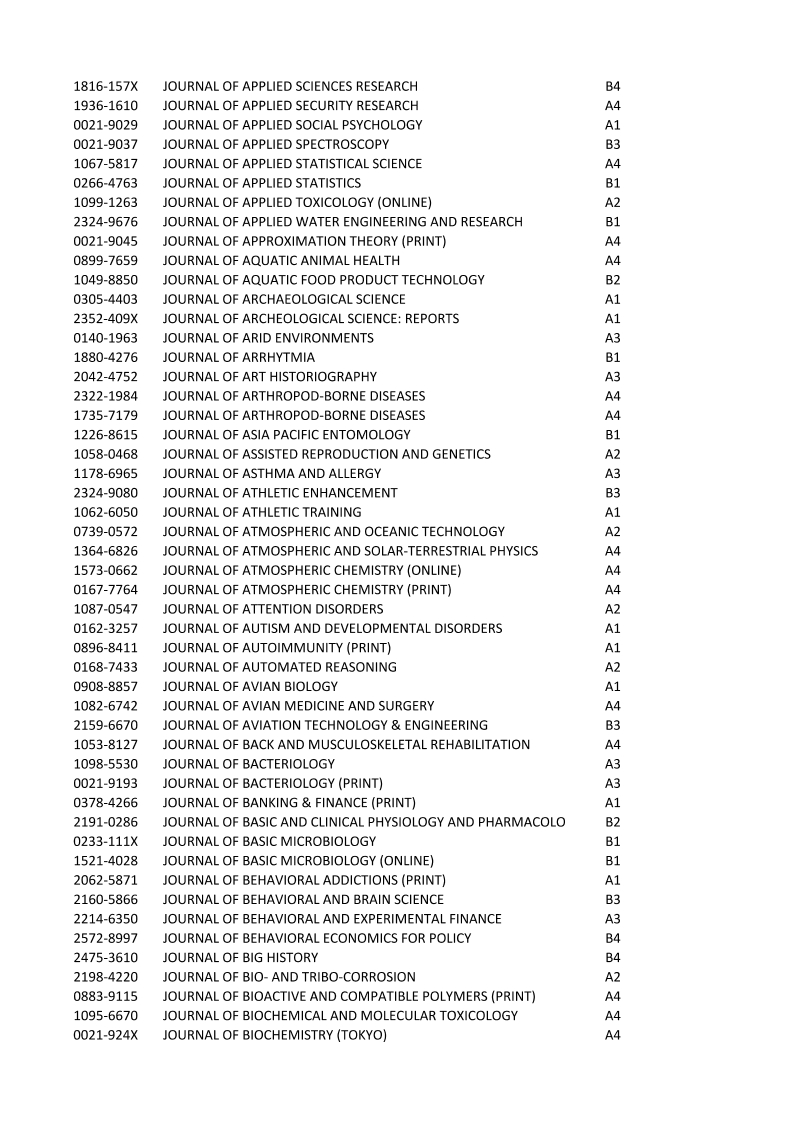 1816-157X JOURNAL OF APPLIED SCIENCES RESEARCH B4
1936-1610 JOURNAL OF APPLIED SECURITY RESEARCH A4
0021-9029 JOURNAL OF APPLIED SOCIAL PSYCHOLOGY A1
0021-9037 JOURNAL OF APPLIED SPECTROSCOPY B3
1067-5817 JOURNAL OF APPLIED STATISTICAL SCIENCE A4
0266-4763 JOURNAL OF APPLIED STATISTICS B1
1099-1263 JOURNAL OF APPLIED TOXICOLOGY (ONLINE) A2
2324-9676 JOURNAL OF APPLIED WATER ENGINEERING AND RESEARCH B1
0021-9045 JOURNAL OF APPROXIMATION THEORY (PRINT) A4
0899-7659 JOURNAL OF AQUATIC ANIMAL HEALTH A4
1049-8850 JOURNAL OF AQUATIC FOOD PRODUCT TECHNOLOGY B2
0305-4403 JOURNAL OF ARCHAEOLOGICAL SCIENCE A1
2352-409X JOURNAL OF ARCHEOLOGICAL SCIENCE: REPORTS A1
0140-1963 JOURNAL OF ARID ENVIRONMENTS A3
1880-4276 JOURNAL OF ARRHYTMIA B1
2042-4752 JOURNAL OF ART HISTORIOGRAPHY A3
2322-1984 JOURNAL OF ARTHROPOD-BORNE DISEASES A4
1735-7179 JOURNAL OF ARTHROPOD-BORNE DISEASES A4
1226-8615 JOURNAL OF ASIA PACIFIC ENTOMOLOGY B1
1058-0468 JOURNAL OF ASSISTED REPRODUCTION AND GENETICS A2
1178-6965 JOURNAL OF ASTHMA AND ALLERGY A3
2324-9080 JOURNAL OF ATHLETIC ENHANCEMENT B3
1062-6050 JOURNAL OF ATHLETIC TRAINING A1
0739-0572 JOURNAL OF ATMOSPHERIC AND OCEANIC TECHNOLOGY A2
1364-6826 JOURNAL OF ATMOSPHERIC AND SOLAR-TERRESTRIAL PHYSICS A4
1573-0662 JOURNAL OF ATMOSPHERIC CHEMISTRY (ONLINE) A4
0167-7764 JOURNAL OF ATMOSPHERIC CHEMISTRY (PRINT) A4
1087-0547 JOURNAL OF ATTENTION DISORDERS A2
0162-3257 JOURNAL OF AUTISM AND DEVELOPMENTAL DISORDERS A1
0896-8411 JOURNAL OF AUTOIMMUNITY (PRINT) A1
0168-7433 JOURNAL OF AUTOMATED REASONING A2
0908-8857 JOURNAL OF AVIAN BIOLOGY A1
1082-6742 JOURNAL OF AVIAN MEDICINE AND SURGERY A4
2159-6670 JOURNAL OF AVIATION TECHNOLOGY & ENGINEERING B3
1053-8127 JOURNAL OF BACK AND MUSCULOSKELETAL REHABILITATION A4
1098-5530 JOURNAL OF BACTERIOLOGY A3
0021-9193 JOURNAL OF BACTERIOLOGY (PRINT) A3
0378-4266 JOURNAL OF BANKING & FINANCE (PRINT) A1
2191-0286 JOURNAL OF BASIC AND CLINICAL PHYSIOLOGY AND PHARMACOLO B2
0233-111X JOURNAL OF BASIC MICROBIOLOGY B1
1521-4028 JOURNAL OF BASIC MICROBIOLOGY (ONLINE) B1
2062-5871 JOURNAL OF BEHAVIORAL ADDICTIONS (PRINT) A1
2160-5866 JOURNAL OF BEHAVIORAL AND BRAIN SCIENCE B3
2214-6350 JOURNAL OF BEHAVIORAL AND EXPERIMENTAL FINANCE A3
2572-8997 JOURNAL OF BEHAVIORAL ECONOMICS FOR POLICY B4
2475-3610 JOURNAL OF BIG HISTORY B4
2198-4220 JOURNAL OF BIO- AND TRIBO-CORROSION A2
0883-9115 JOURNAL OF BIOACTIVE AND COMPATIBLE POLYMERS (PRINT) A4
1095-6670 JOURNAL OF BIOCHEMICAL AND MOLECULAR TOXICOLOGY A4
0021-924X JOURNAL OF BIOCHEMISTRY (TOKYO) A4